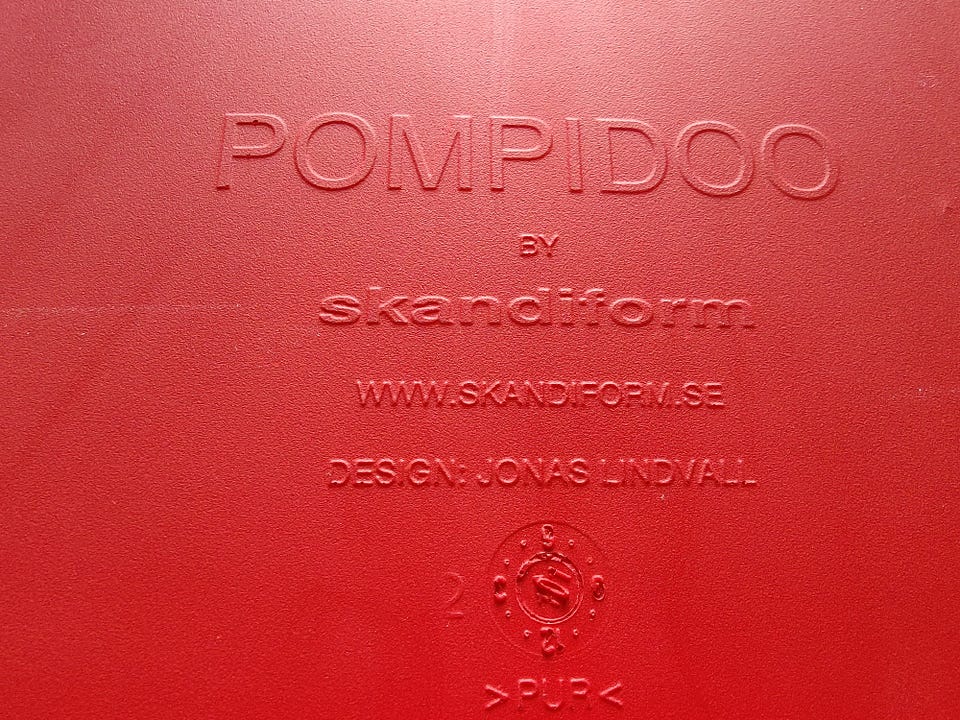 POMPIDOO
BY
skandiform
WWW.SKANDIFORM.SE
DESIGN: JONAS LINDVALL
2
>PUR<